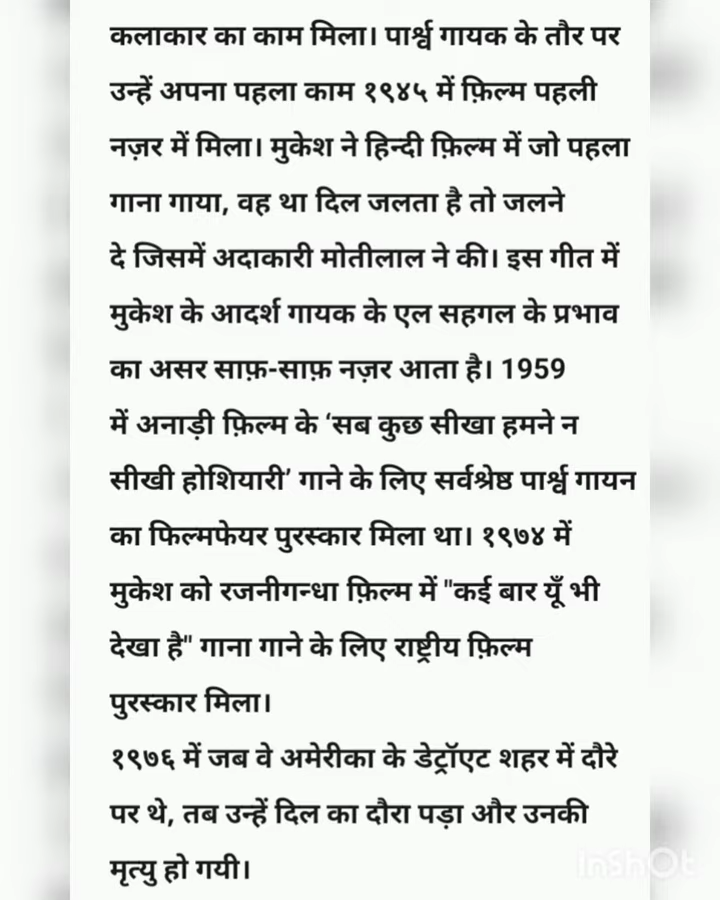 कलाकार का काम मिला। पार्श्व गायक के तौर पर
उन्हें अपना पहला काम १९४५ में फ़िल्म पहली
नज़र में मिला। मुकेश ने हिन्दी फ़िल्म में जो पहला
गाना गाया, वह था दिल जलता है तो जलने
दे जिसमें अदाकारी मोतीलाल ने की। इस गीत में
मुकेश के आदर्श गायक के एल सहगल के प्रभाव
का असर साफ़-साफ़ नज़र आता है। 1959
में अनाड़ी फ़िल्म के ‘सब कुछ सीखा हमने न
सीखी होशियारी’ गाने के लिए सर्वश्रेष्ठ पार्श्व गायन
का फिल्मफेयर पुरस्कार मिला था। १९७४ में
मुकेश को रजनीगन्धा फ़िल्म में "कई बार यूँ भी
देखा है" गाना गाने के लिए राष्ट्रीय फ़िल्म
पुरस्कार मिला।
१९७६ में जब वे अमेरीका के डेट्रॉएट शहर में दौरे
पर थे, तब उन्हें दिल का दौरा पड़ा और उनकी
मृत्यु हो गयी।
InShOt